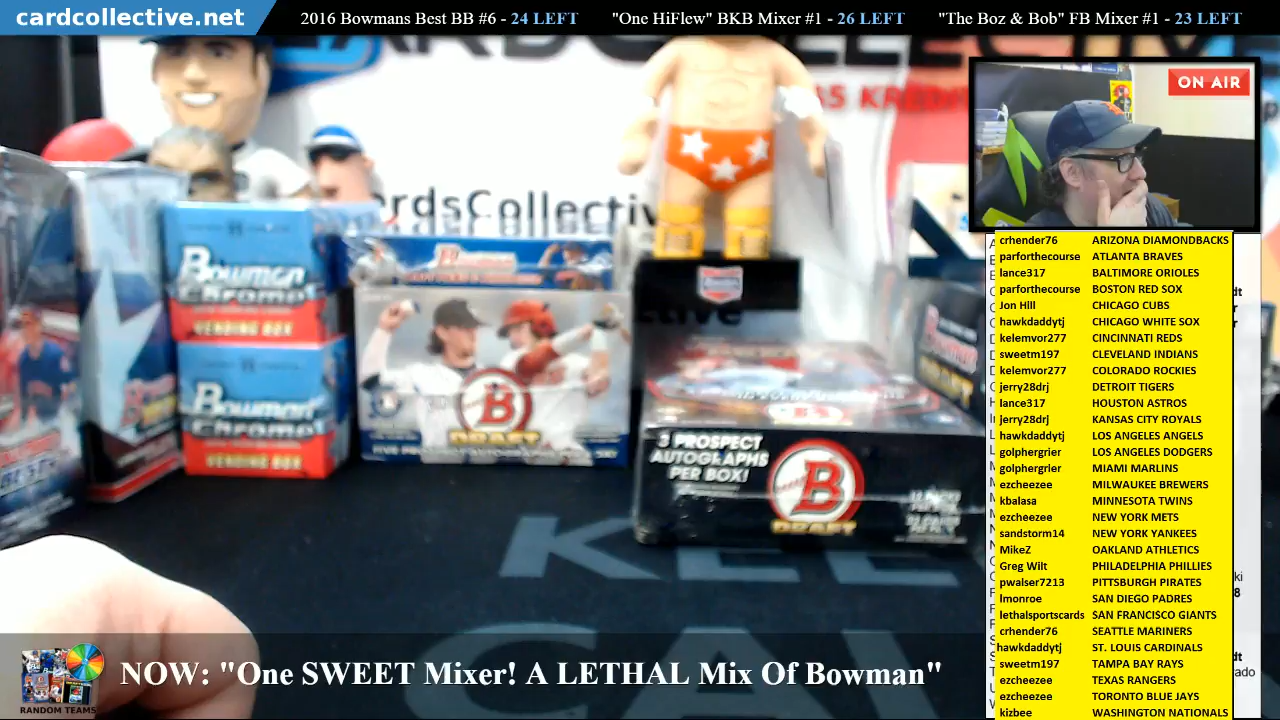 cardcollective.net
2016 Bowmans Best BB #6 - 24 LEFT
"One HiFlew" BKB Mixer #1 - 26 LEFT
"The Boz & Bob" FB Mixer #1 - 23 LEFT
ON AIR
Bowman
Chrome
VENDING BOX
Bowman
Chrome
VENDING BOX
Bowman
B
DRAFT
3 PROSPECT
AUTOGRAPHS
PER BOX!
B
DRAFT
crhender76 ARIZONA DIAMONDBACKS
parforthecourse ATLANTA BRAVES
lance317 BALTIMORE ORIOLES
parforthecourse BOSTON RED SOX
Jon Hill CHICAGO CUBS
hawkdaddytj CHICAGO WHITE SOX
kelemvor277 CINCINNATI REDS
sweetm197 CLEVELAND INDIANS
kelemvor277 COLORADO ROCKIES
jerry28drj DETROIT TIGERS
lance317 HOUSTON ASTROS
jerry28drj KANSAS CITY ROYALS
hawkdaddytj LOS ANGELES ANGELS
golphergrier LOS ANGELES DODGERS
golphergrier MIAMI MARLINS
ezcheezee MILWAUKEE BREWERS
kbalasa MINNESOTA TWINS
ezcheezee NEW YORK METS
sandstorm14 NEW YORK YANKEES
MikeZ OAKLAND ATHLETICS
Greg Wilt PHILADELPHIA PHILLIES
pwalser7213 PITTSBURGH PIRATES
lmonroe SAN DIEGO PADRES
lethalsportscards SAN FRANCISCO GIANTS
crhender76 SEATTLE MARINERS
hawkdaddytj ST. LOUIS CARDINALS
sweetm197 TAMPA BAY RAYS
ezcheezee TEXAS RANGERS
ezcheezee TORONTO BLUE JAYS
kizbee WASHINGTON NATIONALS
NOW: "One SWEET Mixer! A LETHAL Mix Of Bowman"
RANDOM TEAMS